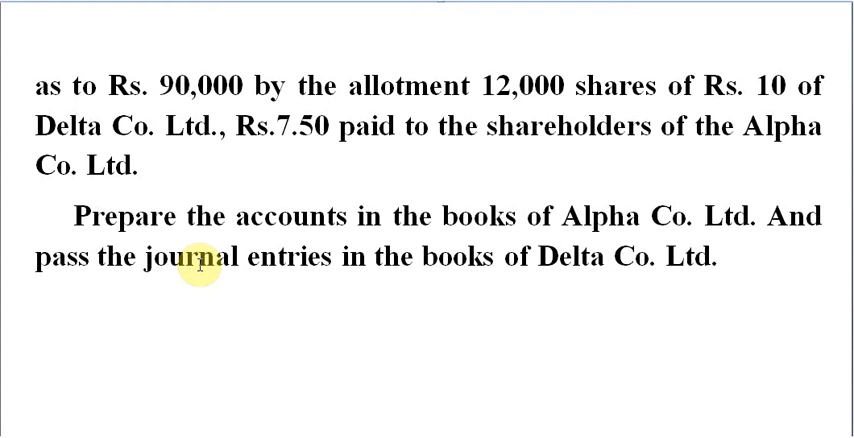 as to Rs. 90,000 by the allotment 12,000 shares of Rs. 10 of
Delta Co. Ltd., Rs.7.50 paid to the shareholders of the Alpha
Co. Ltd.
Prepare the accounts in the books of Alpha Co. Ltd. And
pass the journal entries in the books of Delta Co. Ltd.